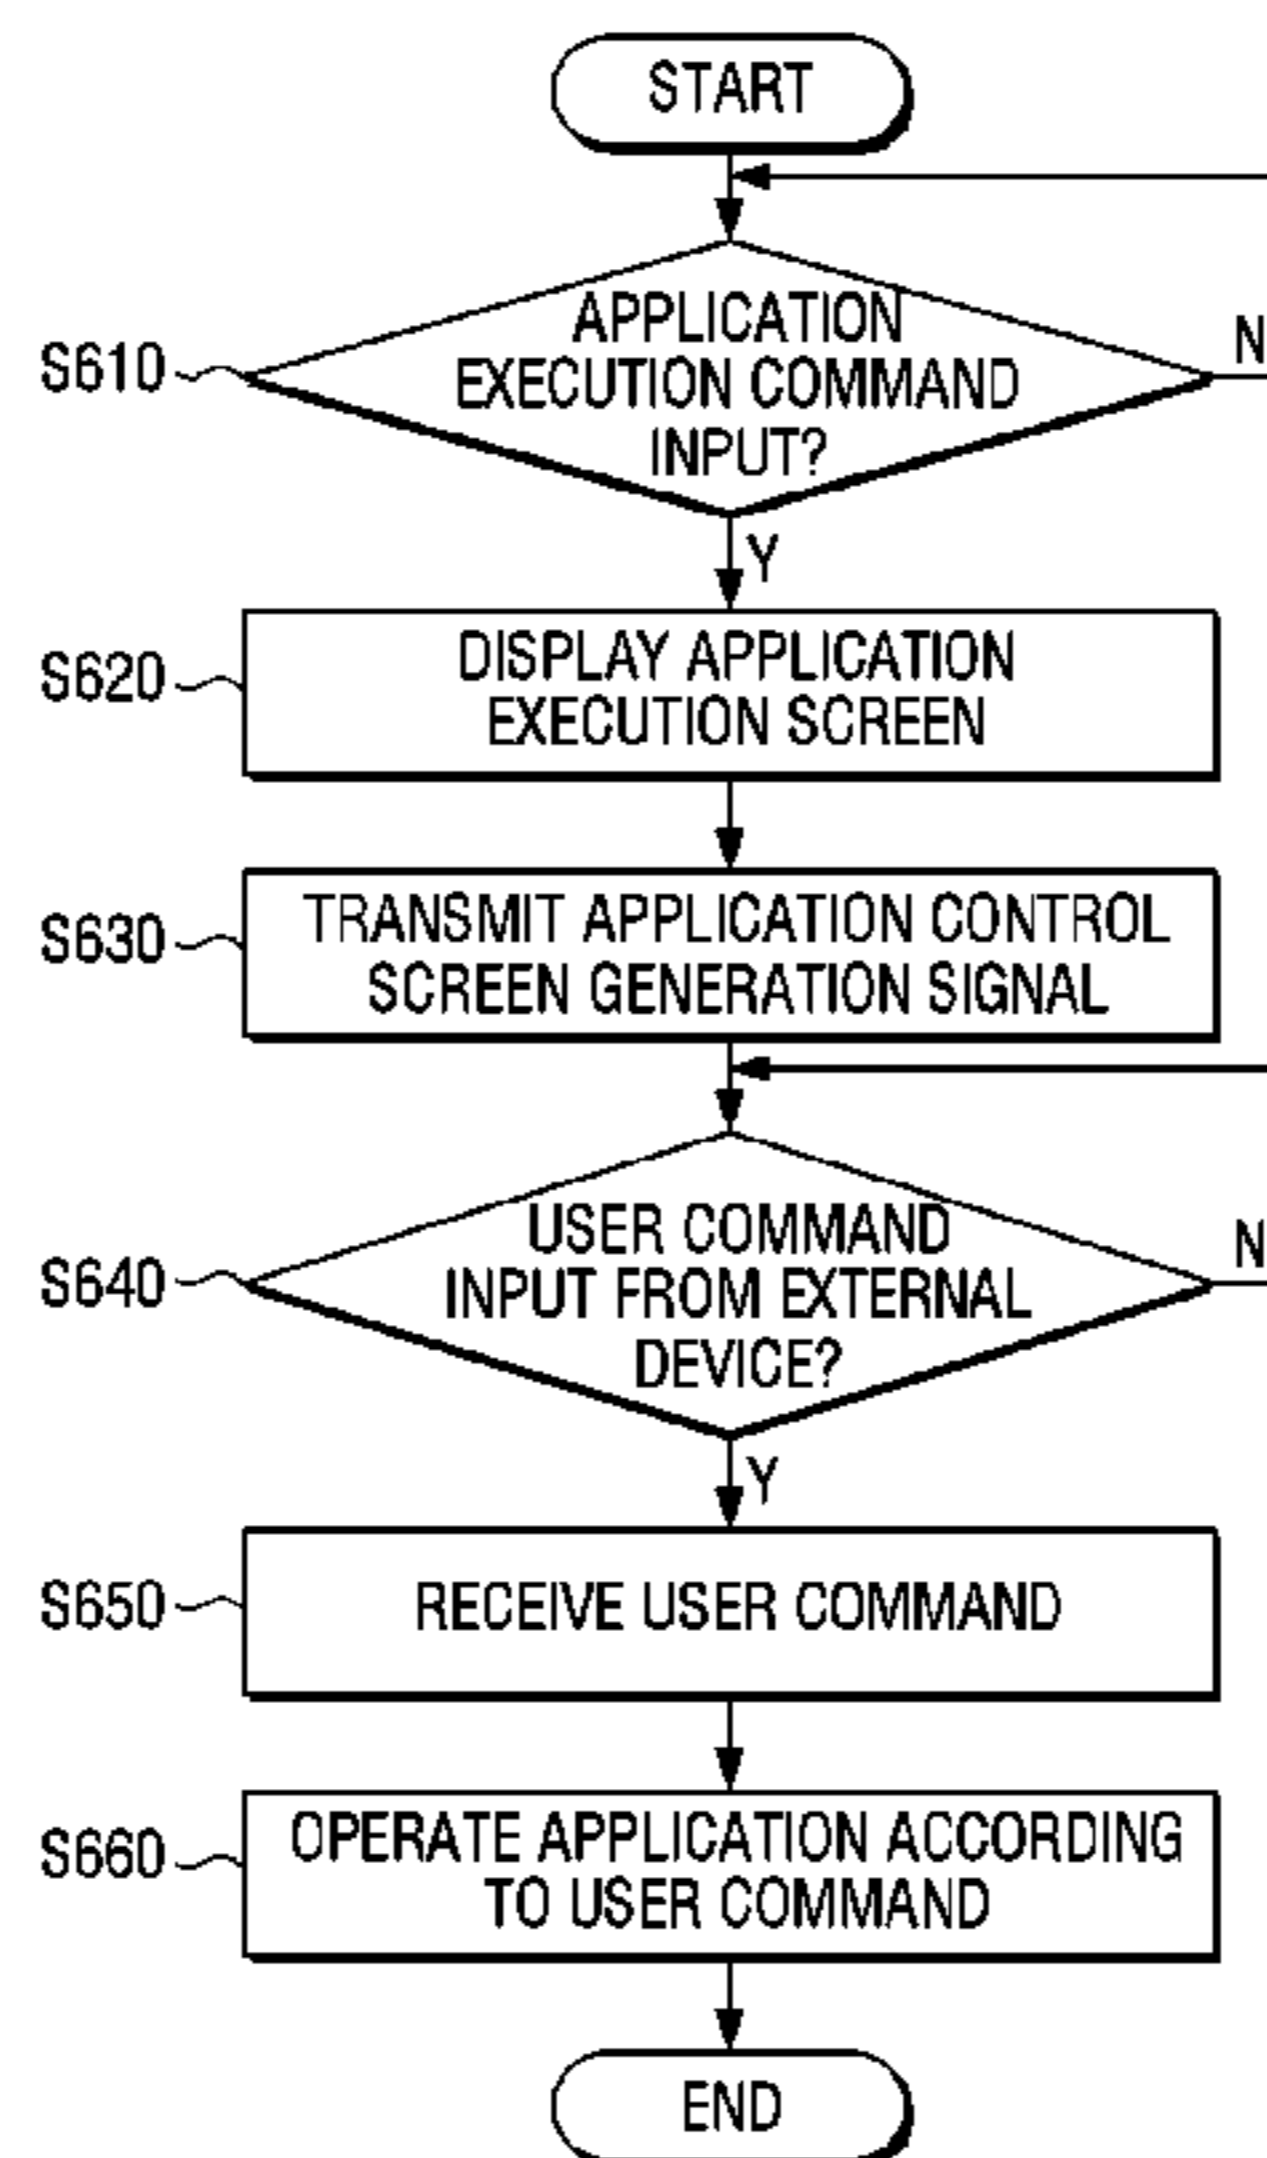 START
APPLICATION
EXECUTION COMMAND
INPUT?
S610
N
Y
DISPLAY APPLICATION
EXECUTION SCREEN
S620
TRANSMIT APPLICATION CONTROL
SCREEN GENERATION SIGNAL
S630
USER COMMAND
INPUT FROM EXTERNAL
DEVICE?
S640
N
Y
RECEIVE USER COMMAND
S650
OPERATE APPLICATION ACCORDING
TO USER COMMAND
S660
END